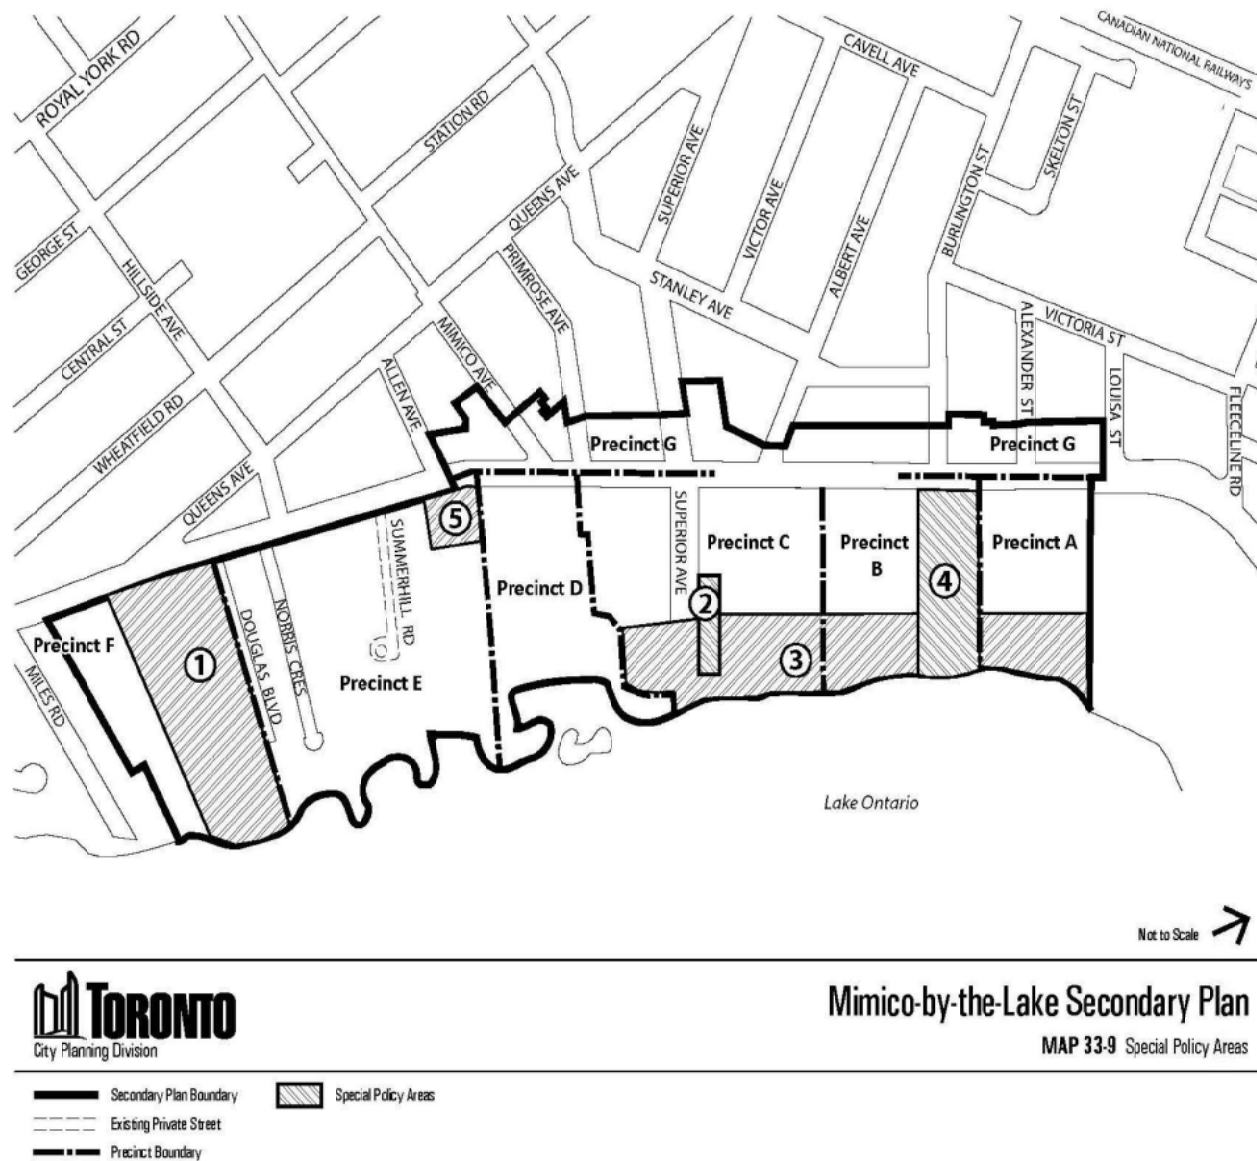 CANADIAN NATIONAL RAILWAYS
ROYAL YORK RD
CAVELL AVE
STATION RD
SKELTON ST
SUPERIOR AVE
QUEENS AVE
VICTOR AVE
BURLINGTON ST
ALBERT AVE
GEORGE ST
HILLSIDE AVE
PRIMROSE AVE
STANLEY AVE
CENTRAL ST
MIMICO AVE
ALEXANDER ST
VICTORIA ST
ALLEN AVE
LOUISA ST
WHEATFIELD RD
FLEECELINE RD
Precinct G
Precinct G
QUEENS AVE
5
SUMMERHILL RD
SUPERIOR AVE
Precinct C
Precinct
B
Precinct A
Precinct D
4
2
NORRIS CRES
DOUGLAS BLVD
Precinct F
1
3
MILES RD
Precinct E
Lake Ontario
Not to Scale
TORONTO
City Planning Division
Mimico-by-the-Lake Secondary Plan
MAP 33-9 Special Policy Areas
Secondary Plan Boundary
Special Policy Areas
Existing Private Street
Precinct Boundary